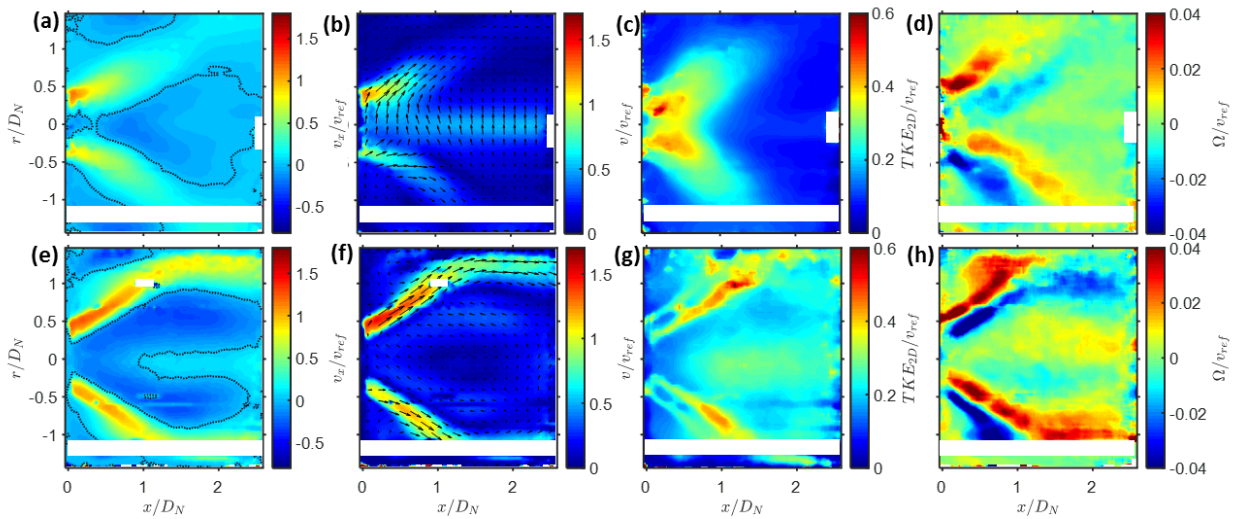 (a) (b) (c) (d)
1 0.5 0 -0.5 -1
r/D_N
1.5 1 0.5 0 -0.5
v_x/v_ref
1.5 1 0.5 0
v/v_ref
0.6 0.4 0.2 0
TKE_2D/v_ref
0.04 0.02 0 -0.02 -0.04
Ω/v_ref
(e) (f) (g) (h)
1 0.5 0 -0.5 -1
r/D_N
1.5 1 0.5 0 -0.5
v_x/v_ref
1.5 1 0.5 0
v/v_ref
0.6 0.4 0.2 0
TKE_2D/v_ref
0.04 0.02 0 -0.02 -0.04
Ω/v_ref
0 1 2 0 1 2 0 1 2 0 1 2
x/D_N x/D_N x/D_N x/D_N